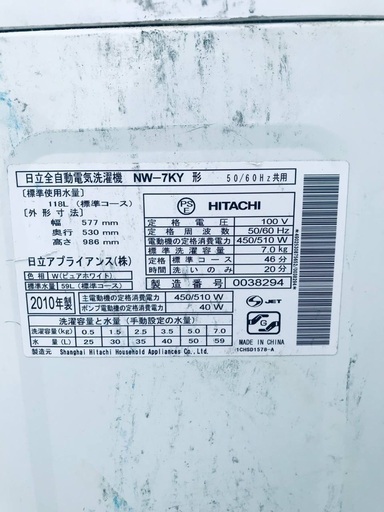 日立全自動電気洗濯機 NW-7KY 形 50/60Hz共用
[標準使用水量]
118L (標準コース)
[外形寸法]
幅 577 mm
奥行 530 mm
高さ 986 mm
日立アプライアンス(株)
色相 W(ピュアホワイト)
標準水量 59L (標準コース)
PSE HITACHI
定格電圧 100 V
定格周波数 50/60 Hz
電動機の定格消費電力 450/510 W
標準洗濯容量 7.0 kg
標準コース 46分
時間 20分
製造番号 0038294
2010年製 主電動機の定格消費電力 450/510 W
ポンプ電動機の定格消費電力 40 W
S JET
洗濯容量と水量 (手動設定の水量)
洗濯容量(kg) 0.5 1.5 2.5 3.5 5.0 7.0
水量 (L) 25 30 35 40 50 59
製造元 Shanghai Hitachi Household Appliances Co.,Ltd.
MADE IN CHINA
1CHSD1578-A